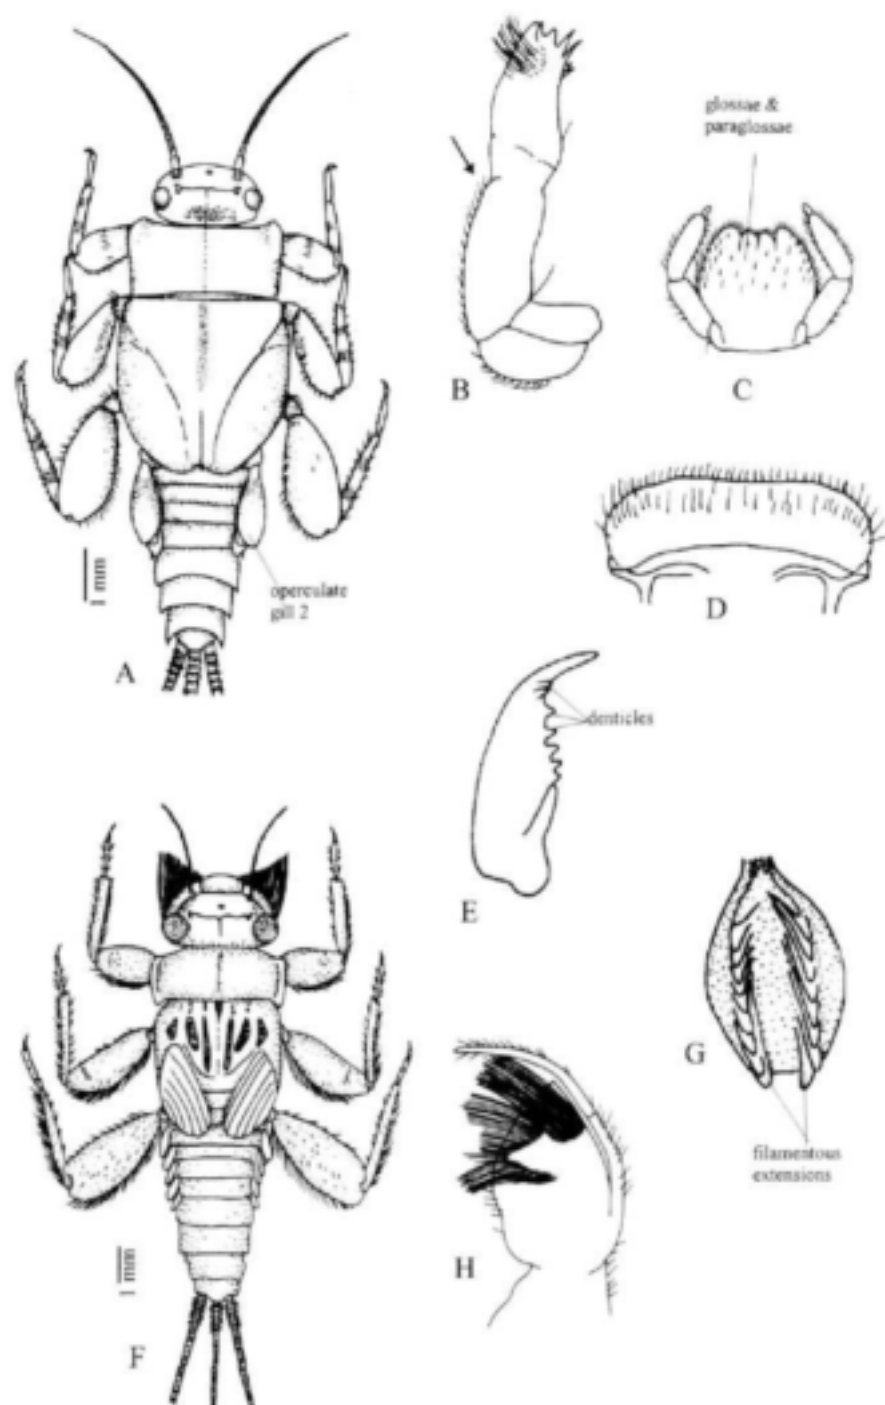 glossae &
paraglossae
B
C
1 mm
operculate
gill 2
A
D
denticles
E
G
filamentous
extensions
H
1 mm
F